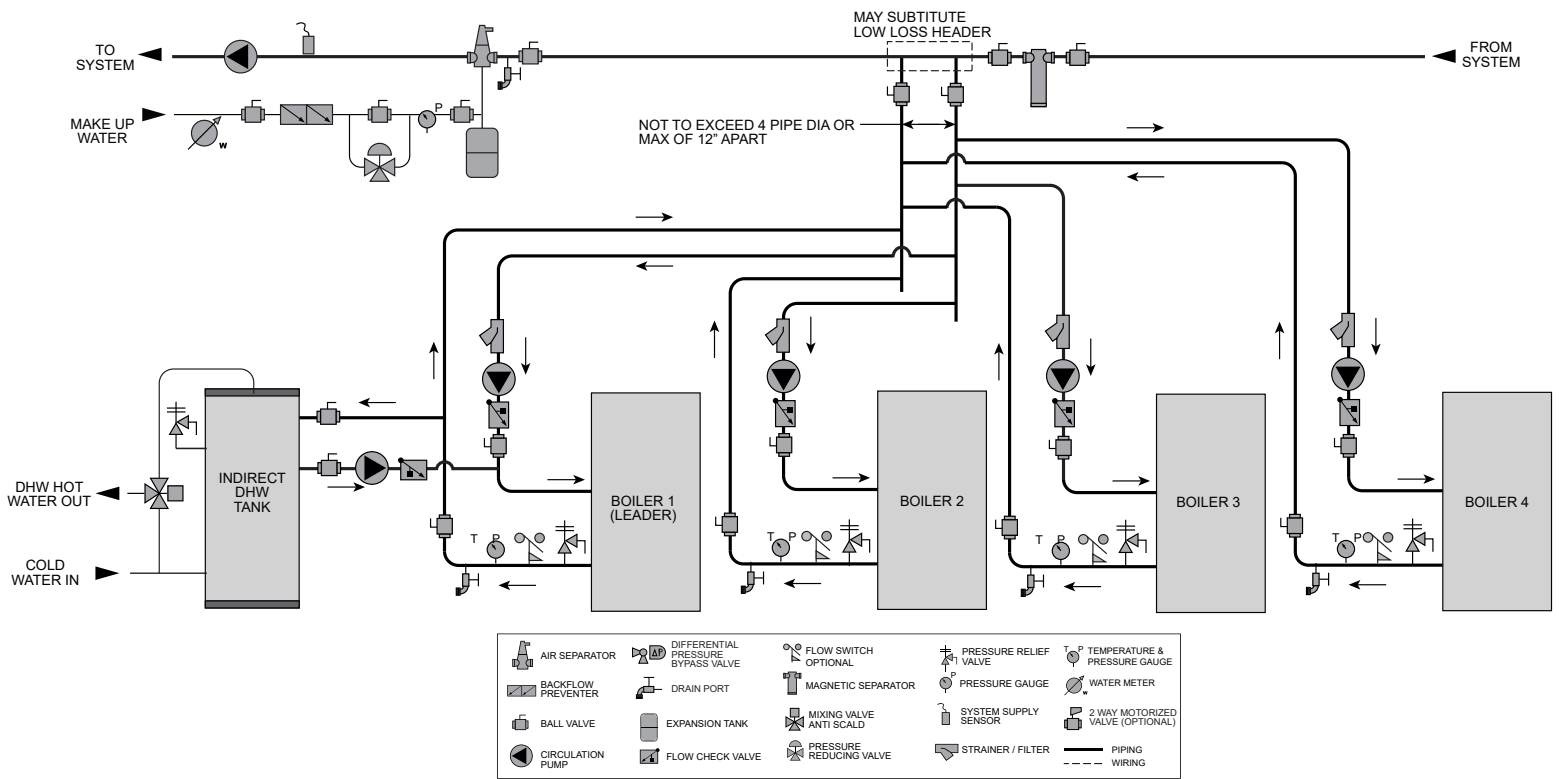 MAY SUBTITUTE
LOW LOSS HEADER
TO
SYSTEM
FROM
SYSTEM
MAKE UP
WATER
W
P
NOT TO EXCEED 4 PIPE DIA OR
MAX OF 12" APART
DHW HOT
WATER OUT
COLD
WATER IN
INDIRECT
DHW
TANK
BOILER 1
(LEADER)
BOILER 2
BOILER 3
BOILER 4
T P
T P
T P
T P
AIR SEPARATOR
BACKFLOW
PREVENTER
BALL VALVE
CIRCULATION
PUMP
ΔP
DIFFERENTIAL
PRESSURE
BYPASS VALVE
DRAIN PORT
EXPANSION TANK
FLOW CHECK VALVE
FLOW SWITCH
OPTIONAL
MAGNETIC SEPARATOR
MIXING VALVE
ANTI SCALD
PRESSURE
REDUCING VALVE
PRESSURE RELIEF
VALVE
P
PRESSURE GAUGE
SYSTEM SUPPLY
SENSOR
STRAINER / FILTER
T P
TEMPERATURE &
PRESSURE GAUGE
W
WATER METER
2 WAY MOTORIZED
VALVE (OPTIONAL)
PIPING
WIRING